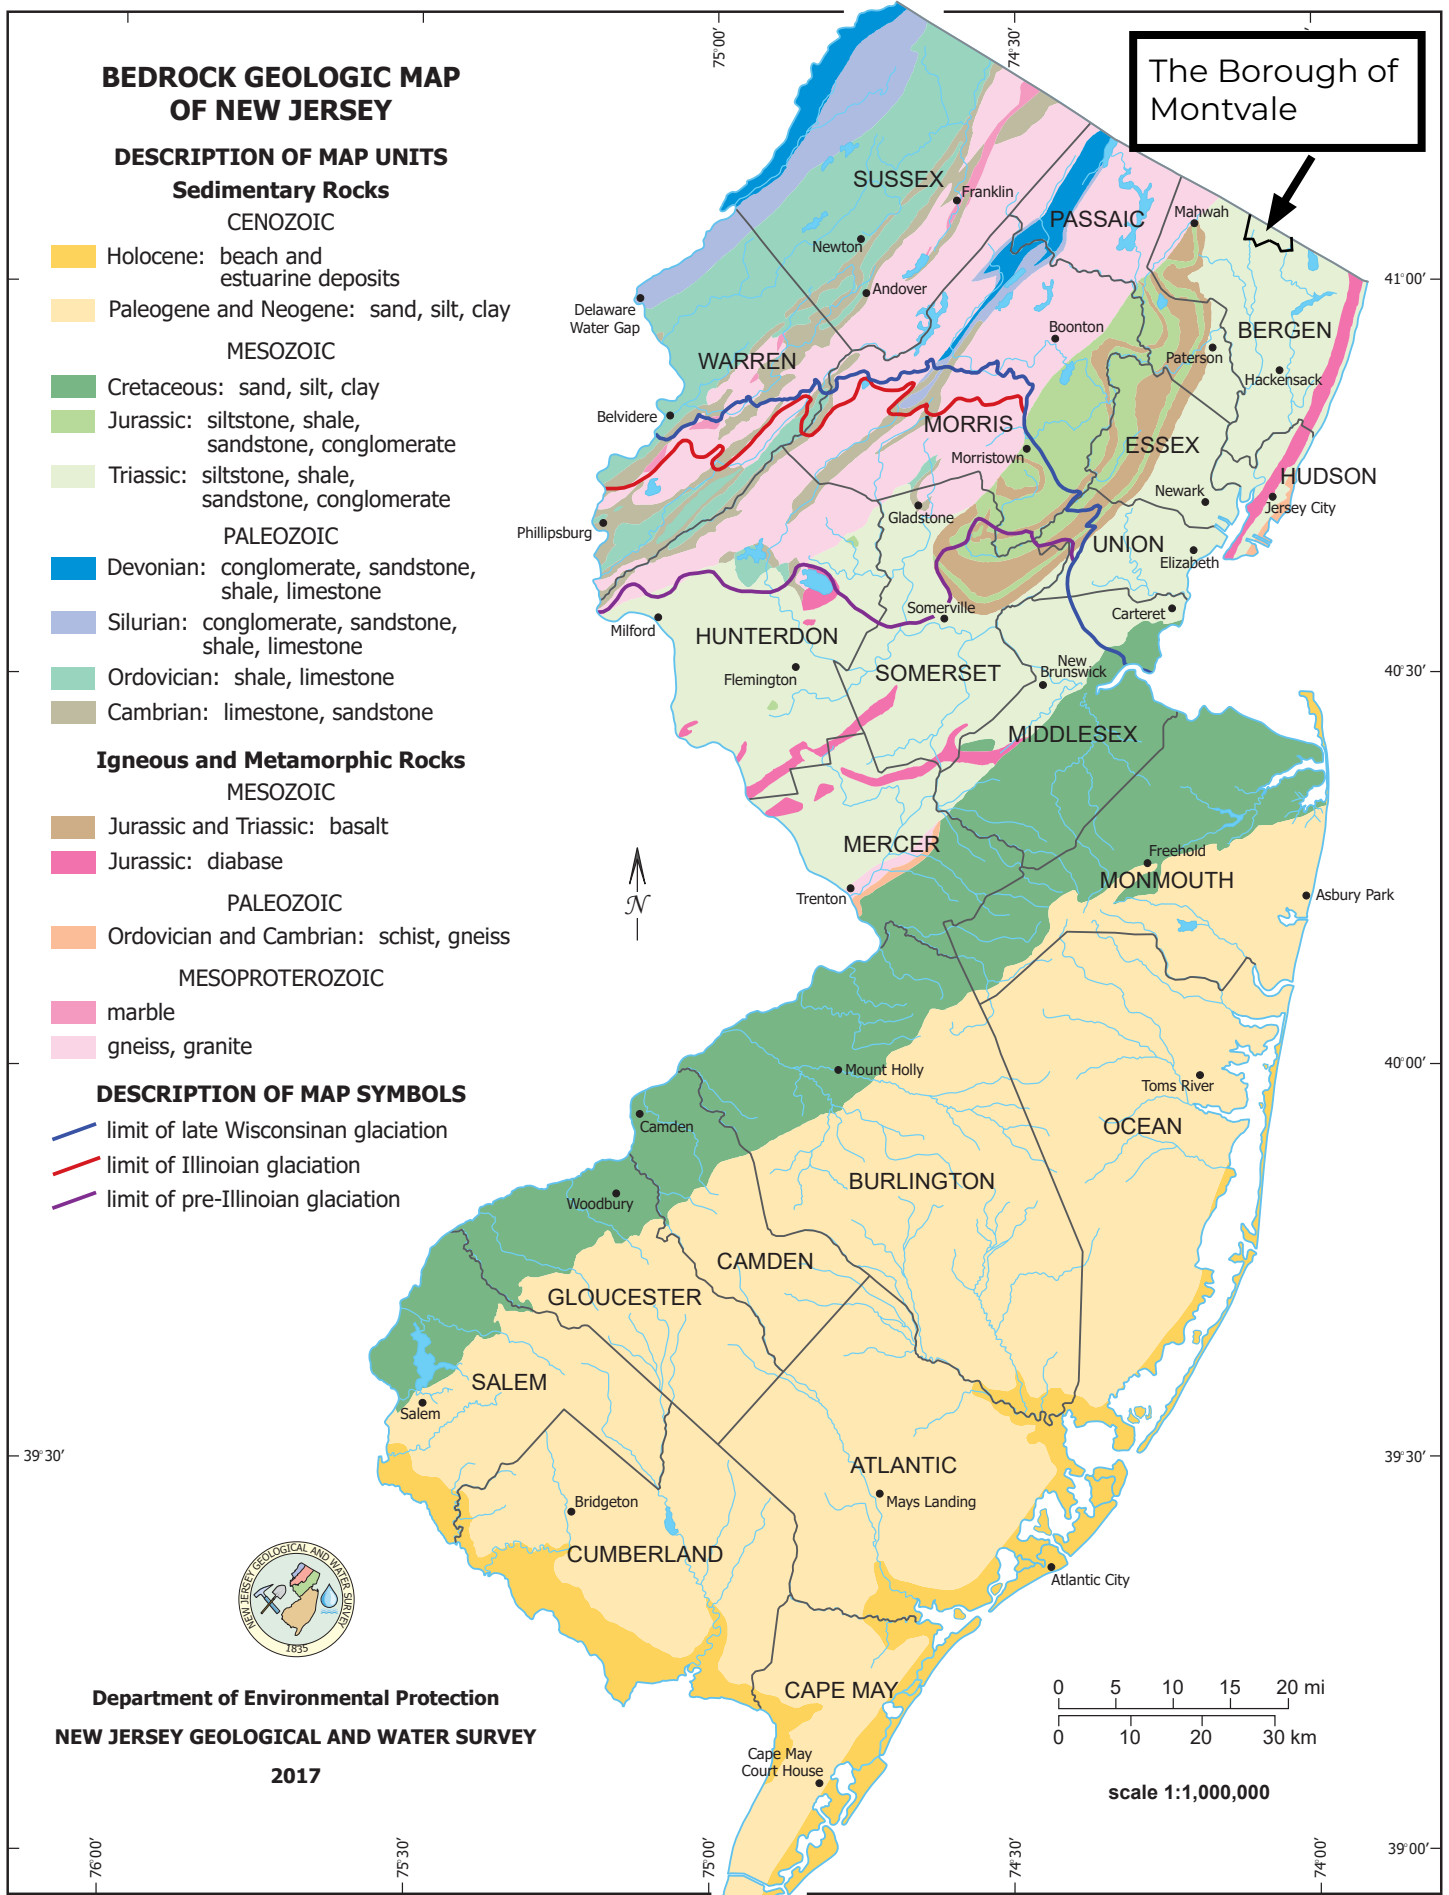 BEDROCK GEOLOGIC MAP
OF NEW JERSEY
DESCRIPTION OF MAP UNITS
Sedimentary Rocks
CENOZOIC
Holocene: beach and
estuarine deposits
Paleogene and Neogene: sand, silt, clay
MESOZOIC
Cretaceous: sand, silt, clay
Jurassic: siltstone, shale,
sandstone, conglomerate
Triassic: siltstone, shale,
sandstone, conglomerate
PALEOZOIC
Devonian: conglomerate, sandstone,
shale, limestone
Silurian: conglomerate, sandstone,
shale, limestone
Ordovician: shale, limestone
Cambrian: limestone, sandstone
Igneous and Metamorphic Rocks
MESOZOIC
Jurassic and Triassic: basalt
Jurassic: diabase
PALEOZOIC
Ordovician and Cambrian: schist, gneiss
MESOPROTEROZOIC
marble
gneiss, granite
DESCRIPTION OF MAP SYMBOLS
limit of late Wisconsinan glaciation
limit of Illinoian glaciation
limit of pre-Illinoian glaciation
75°00′
74°30′
The Borough of
Montvale
SUSSEX
Franklin
PASSAIC
Mahwah
Newton
Andover
41°00′
Delaware
Water Gap
Boonton
BERGEN
WARREN
Paterson
Hackensack
Belvidere
MORRIS
ESSEX
Morristown
HUDSON
Newark
Jersey City
Gladstone
Phillipsburg
UNION
Elizabeth
Somerville
Carteret
Milford
HUNTERDON
New
Brunswick
SOMERSET
Flemington
40°30′
MIDDLESEX
MERCER
Freehold
MONMOUTH
Trenton
Asbury Park
N
40°00′
Mount Holly
Toms River
Camden
OCEAN
BURLINGTON
Woodbury
CAMDEN
GLOUCESTER
SALEM
Salem
39°30′
39°30′
ATLANTIC
Mays Landing
Bridgeton
CUMBERLAND
Atlantic City
NEW JERSEY GEOLOGICAL AND WATER SURVEY
1835
CAPE MAY
Cape May
Court House
Department of Environmental Protection
NEW JERSEY GEOLOGICAL AND WATER SURVEY
2017
0 5 10 15 20 mi
0 10 20 30 km
scale 1:1,000,000
39°00′
76°00′
75°30′
75°00′
74°30′
74°00′